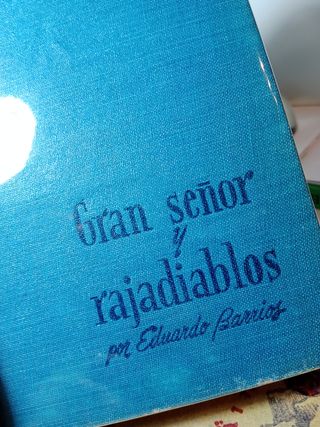 Gran señor
y
rajadiablos
por Eduardo Barrios